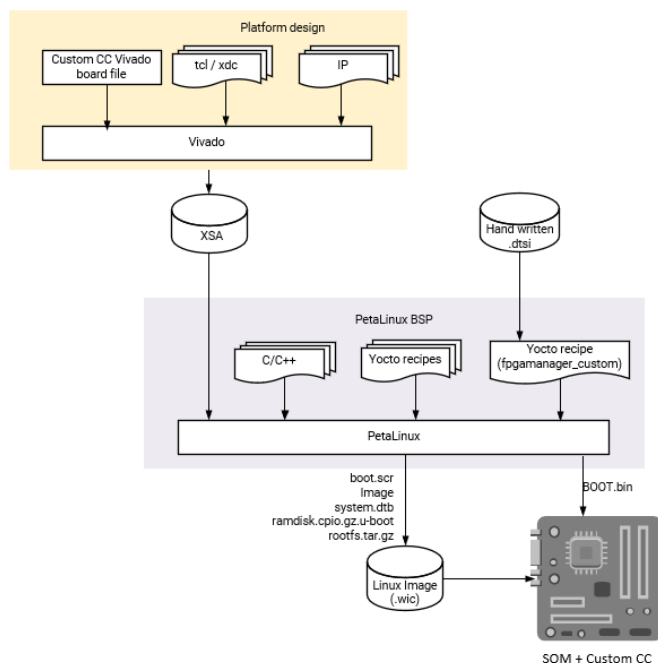 Platform design
Custom CC Vivado
board file
tcl / xdc
IP
Vivado
XSA
Hand written
.dtsi
PetaLinux BSP
C/C++
Yocto recipes
Yocto recipe
(fpgamanager_custom)
PetaLinux
boot.scr
Image
system.dtb
ramdisk.cpio.gz.u-boot
rootfs.tar.gz
BOOT.bin
Linux Image
(.wic)
SOM + Custom CC